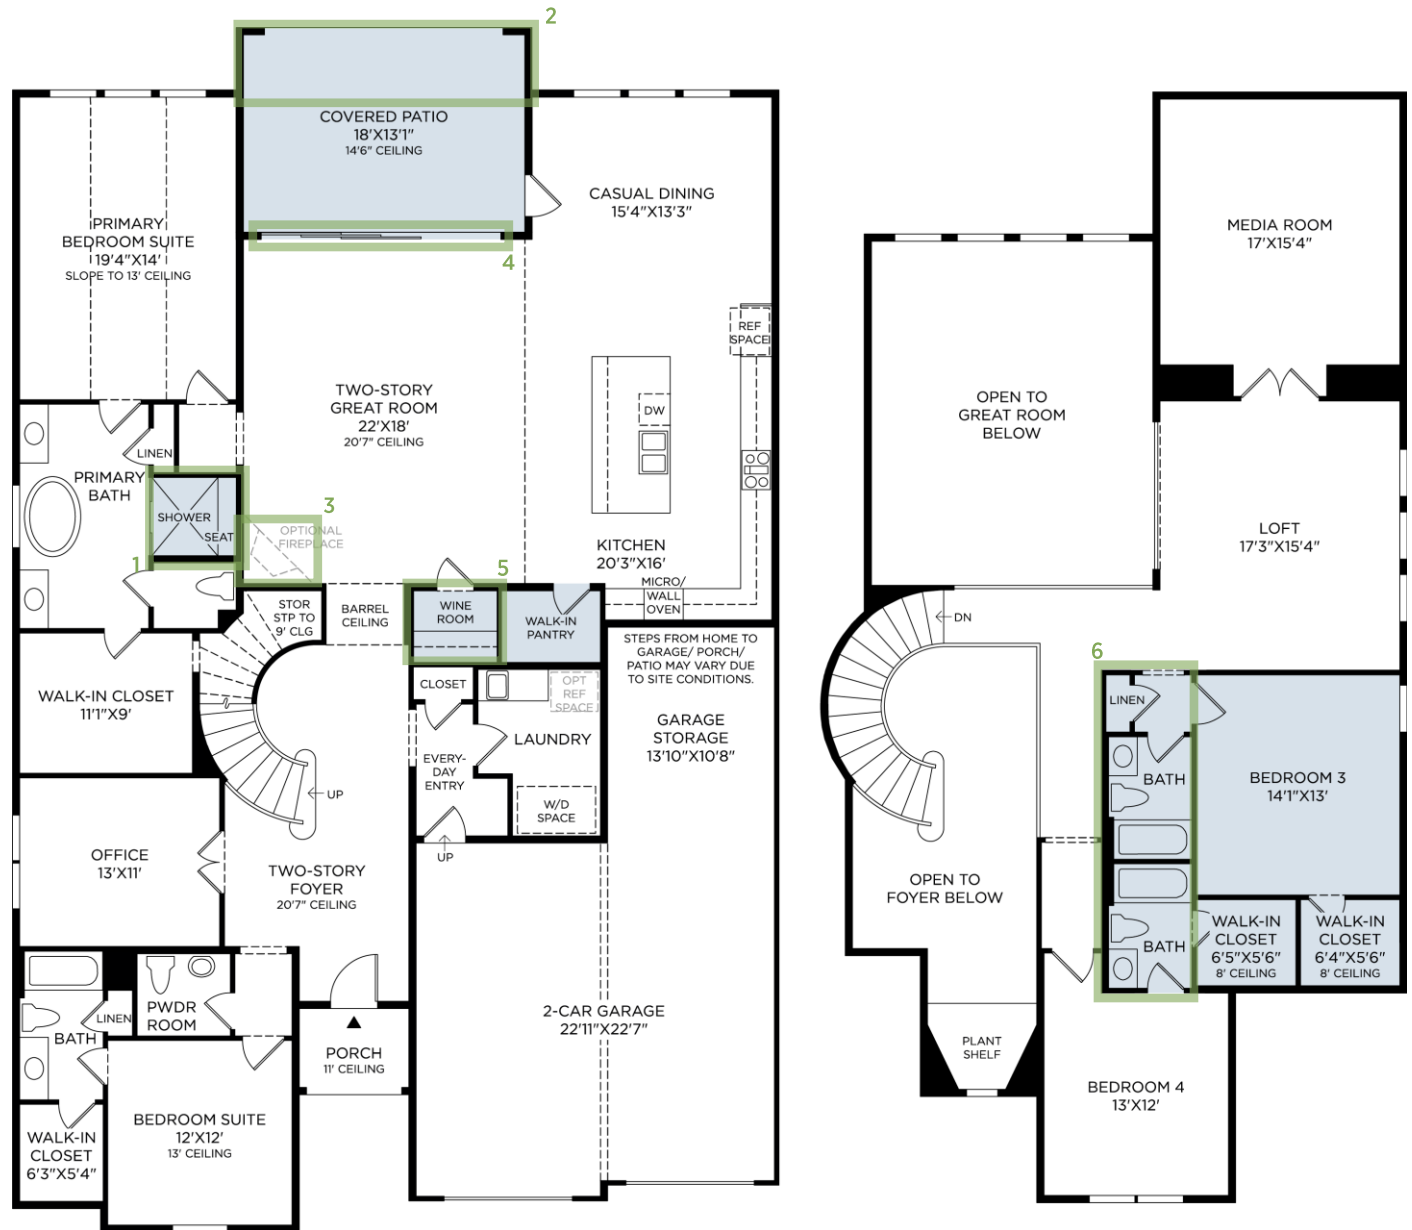 2
COVERED PATIO
18'X13'1"
14'6" CEILING
CASUAL DINING
15'4"X13'3"
PRIMARY
BEDROOM SUITE
19'4"X14'
SLOPE TO 13' CEILING
4
REF
SPACE
TWO-STORY
GREAT ROOM
22'X18'
20'7" CEILING
DW
LINEN
PRIMARY
BATH
SHOWER
SEAT
1
3
OPTIONAL
FIREPLACE
KITCHEN
20'3"X16'
MICRO/
WALL
OVEN
5
STOR
STP TO
9' CLG
BARREL
CEILING
WINE
ROOM
WALK-IN
PANTRY
STEPS FROM HOME TO
GARAGE/ PORCH/
PATIO MAY VARY DUE
TO SITE CONDITIONS.
WALK-IN CLOSET
11'1"X9'
CLOSET
OPT
REF
SPACE
GARAGE
STORAGE
13'10"X10'8"
LAUNDRY
EVERY-
DAY
ENTRY
W/D
SPACE
UP
UP
OFFICE
13'X11'
TWO-STORY
FOYER
20'7" CEILING
PWDR
ROOM
LINEN
BATH
PORCH
11' CEILING
2-CAR GARAGE
22'11"X22'7"
BEDROOM SUITE
12'X12'
13' CEILING
WALK-IN
CLOSET
6'3"X5'4"
MEDIA ROOM
17'X15'4"
OPEN TO
GREAT ROOM
BELOW
LOFT
17'3"X15'4"
DN
6
LINEN
BATH
BEDROOM 3
14'1"X13'
OPEN TO
FOYER BELOW
BATH
WALK-IN
CLOSET
6'5"X5'6"
8' CEILING
WALK-IN
CLOSET
6'4"X5'6"
8' CEILING
PLANT
SHELF
BEDROOM 4
13'X12'